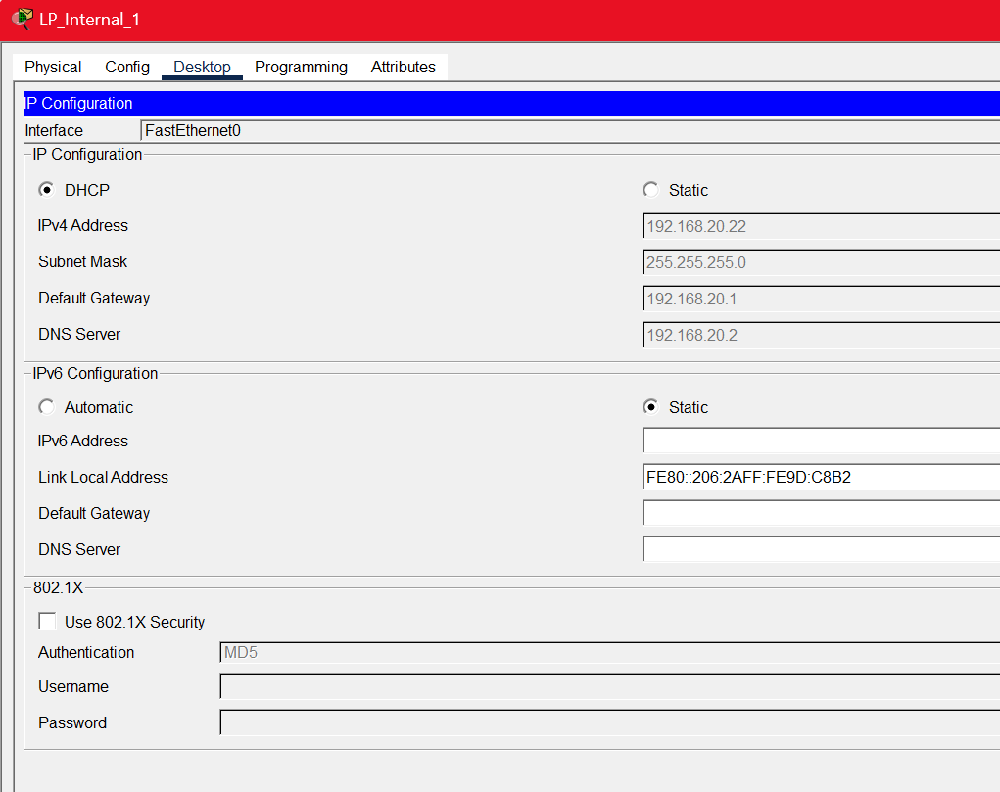 LP_Internal_1
Physical Config Desktop Programming Attributes
IP Configuration
Interface FastEthernet0
IP Configuration
DHCP Static
IPv4 Address 192.168.20.22
Subnet Mask 255.255.255.0
Default Gateway 192.168.20.1
DNS Server 192.168.20.2
IPv6 Configuration
Automatic Static
IPv6 Address
Link Local Address FE80::206:2AFF:FE9D:C8B2
Default Gateway
DNS Server
802.1X
Use 802.1X Security
Authentication MD5
Username
Password